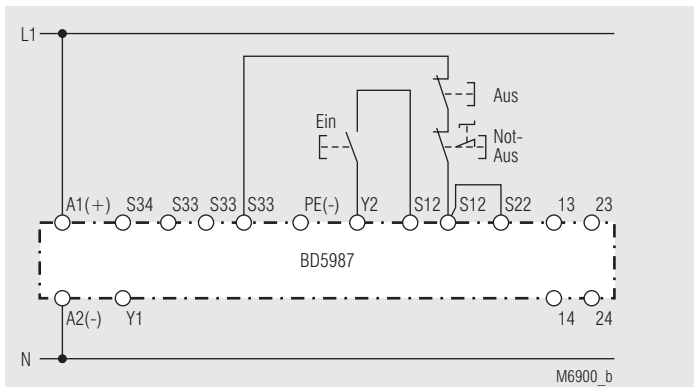 L1
Aus
Ein
Not-
Aus
A1(+) S34 S33 S33 S33 PE(-) Y2 S12 S12 S22 13 23
BD5987
A2(-) Y1 14 24
N
M6900_b